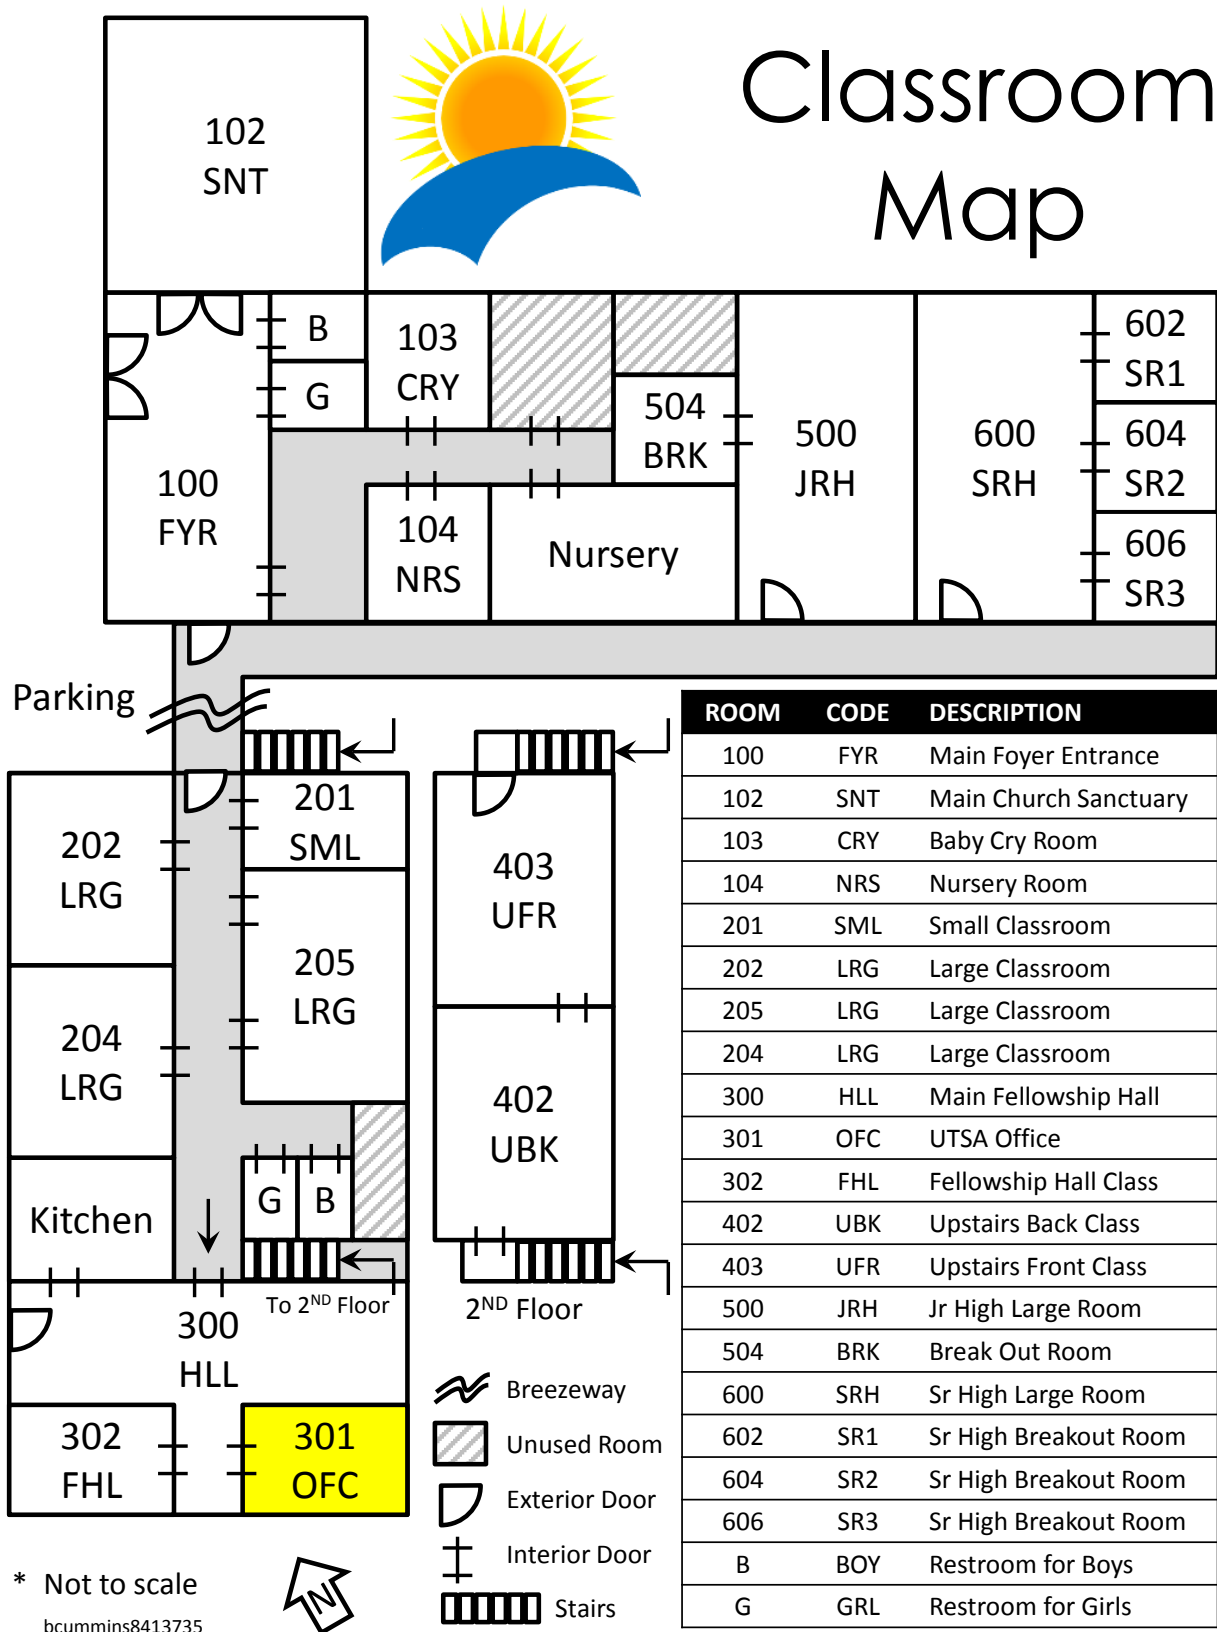 Classroom
Map
102
SNT
B
G
103
CRY
504
BRK
500
JRH
600
SRH
602
SR1
604
SR2
606
SR3
100
FYR
104
NRS
Nursery
Parking
201
SML
202
LRG
205
LRG
204
LRG
403
UFR
402
UBK
G
B
Kitchen
To 2ND Floor
2ND Floor
300
HLL
302
FHL
301
OFC
Breezeway
Unused Room
Exterior Door
Interior Door
Stairs
N
* Not to scale
bcummins8413735
ROOM CODE DESCRIPTION
100 FYR Main Foyer Entrance
102 SNT Main Church Sanctuary
103 CRY Baby Cry Room
104 NRS Nursery Room
201 SML Small Classroom
202 LRG Large Classroom
205 LRG Large Classroom
204 LRG Large Classroom
300 HLL Main Fellowship Hall
301 OFC UTSA Office
302 FHL Fellowship Hall Class
402 UBK Upstairs Back Class
403 UFR Upstairs Front Class
500 JRH Jr High Large Room
504 BRK Break Out Room
600 SRH Sr High Large Room
602 SR1 Sr High Breakout Room
604 SR2 Sr High Breakout Room
606 SR3 Sr High Breakout Room
B BOY Restroom for Boys
G GRL Restroom for Girls